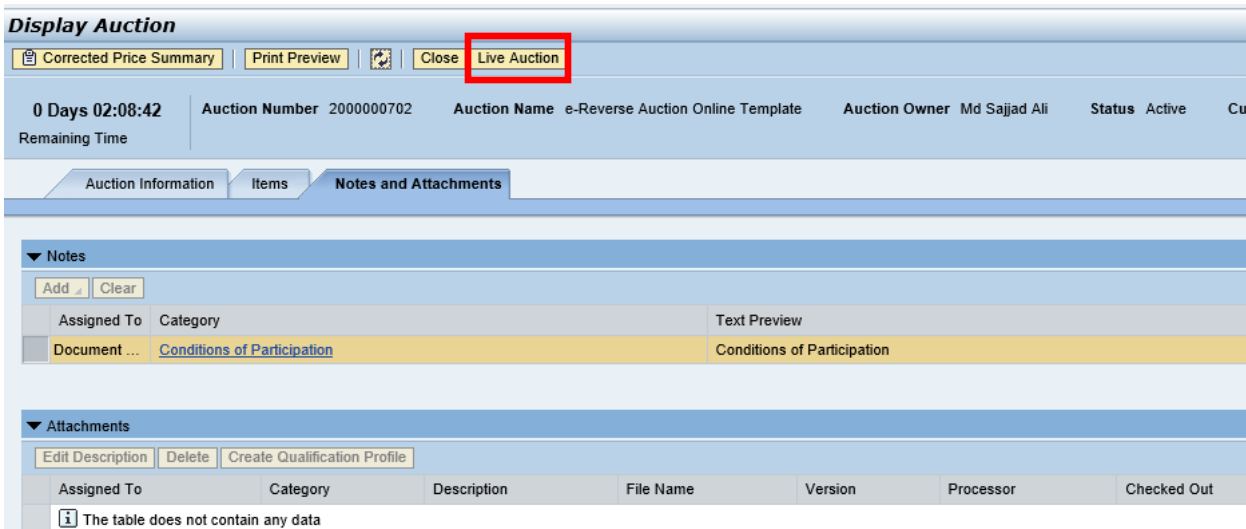 Display Auction
Corrected Price Summary Print Preview Close Live Auction
0 Days 02:08:42 Auction Number 2000000702 Auction Name e-Reverse Auction Online Template Auction Owner Md Sajjad Ali Status Active Cu
Remaining Time
Auction Information Items Notes and Attachments
Notes
Add Clear
Assigned To Category Text Preview
Document ... Conditions of Participation Conditions of Participation
Attachments
Edit Description Delete Create Qualification Profile
Assigned To Category Description File Name Version Processor Checked Out
i The table does not contain any data